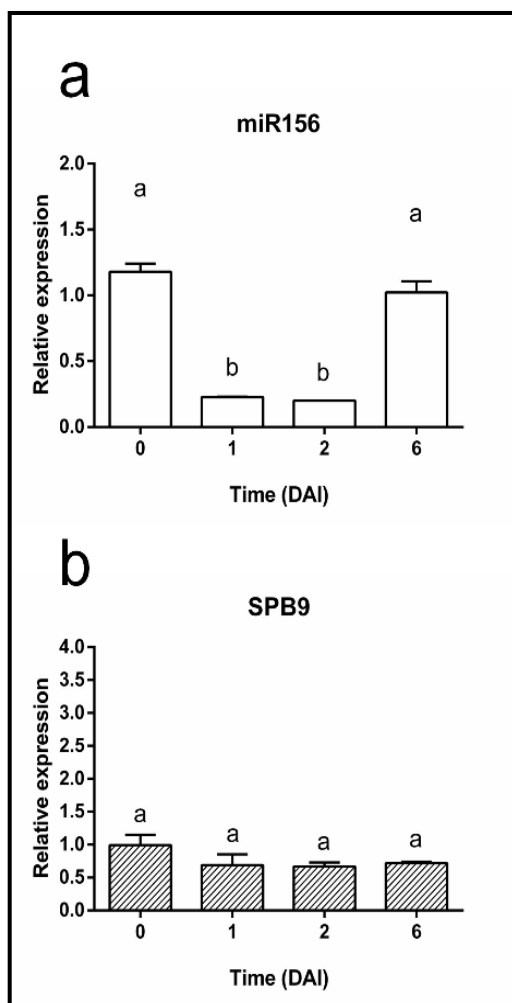 a
miR156
2.0
1.5
1.0
0.5
0.0
Relative expression
a
b
b
a
0 1 2 6
Time (DAI)
b
SPB9
4.0
3.5
3.0
2.5
2.0
1.5
1.0
0.5
0.0
Relative expression
a
a
a
a
0 1 2 6
Time (DAI)